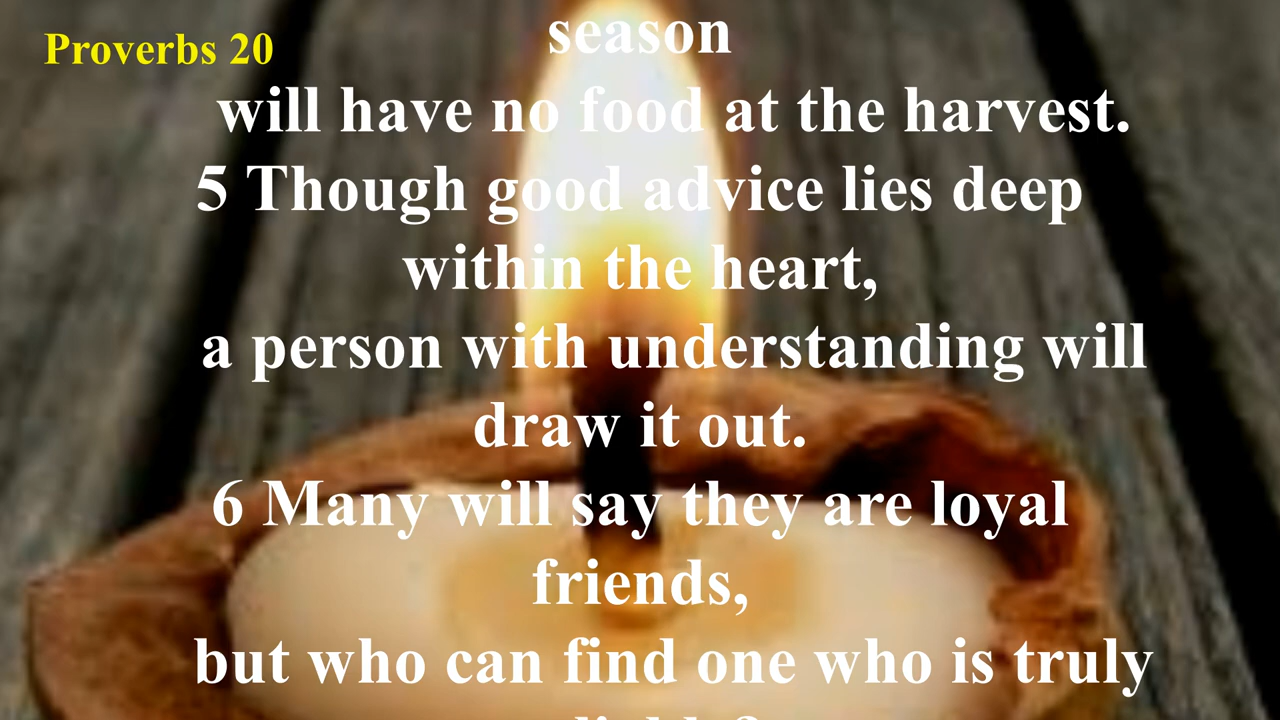 Proverbs 20
season
will have no food at the harvest.
5 Though good advice lies deep
within the heart,
a person with understanding will
draw it out.
6 Many will say they are loyal
friends,
but who can find one who is truly